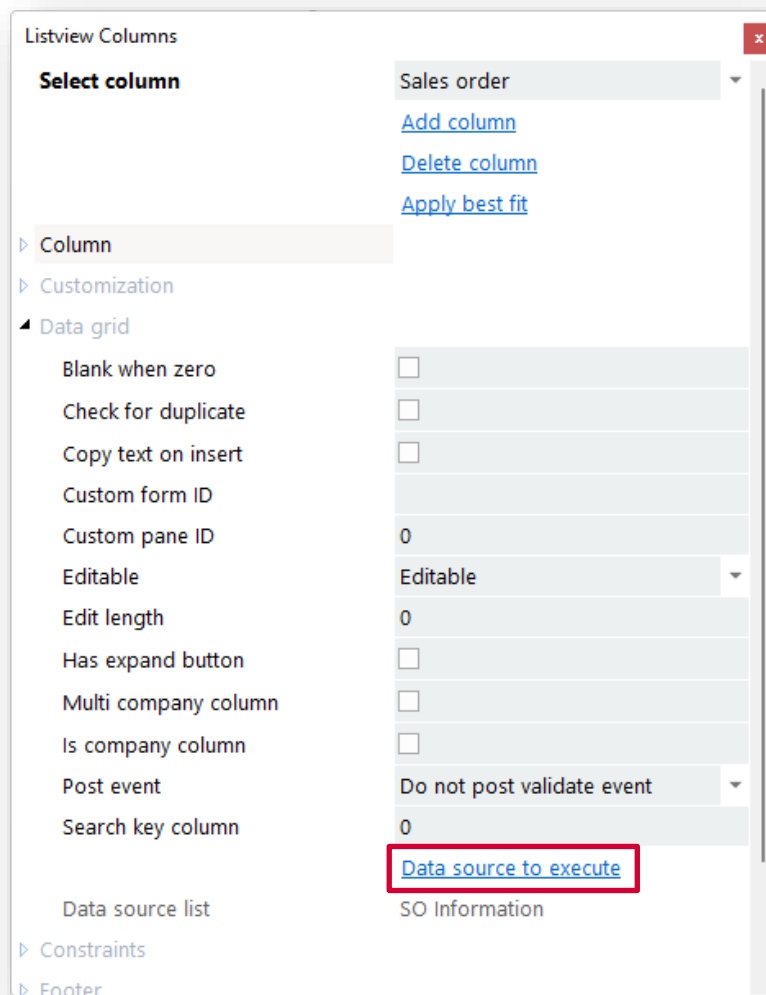 Listview Columns
x
Select column Sales order
Add column
Delete column
Apply best fit
Column
Customization
Data grid
Blank when zero
Check for duplicate
Copy text on insert
Custom form ID
Custom pane ID 0
Editable Editable
Edit length 0
Has expand button
Multi company column
Is company column
Post event Do not post validate event
Search key column 0
Data source to execute
Data source list SO Information
Constraints
Footer